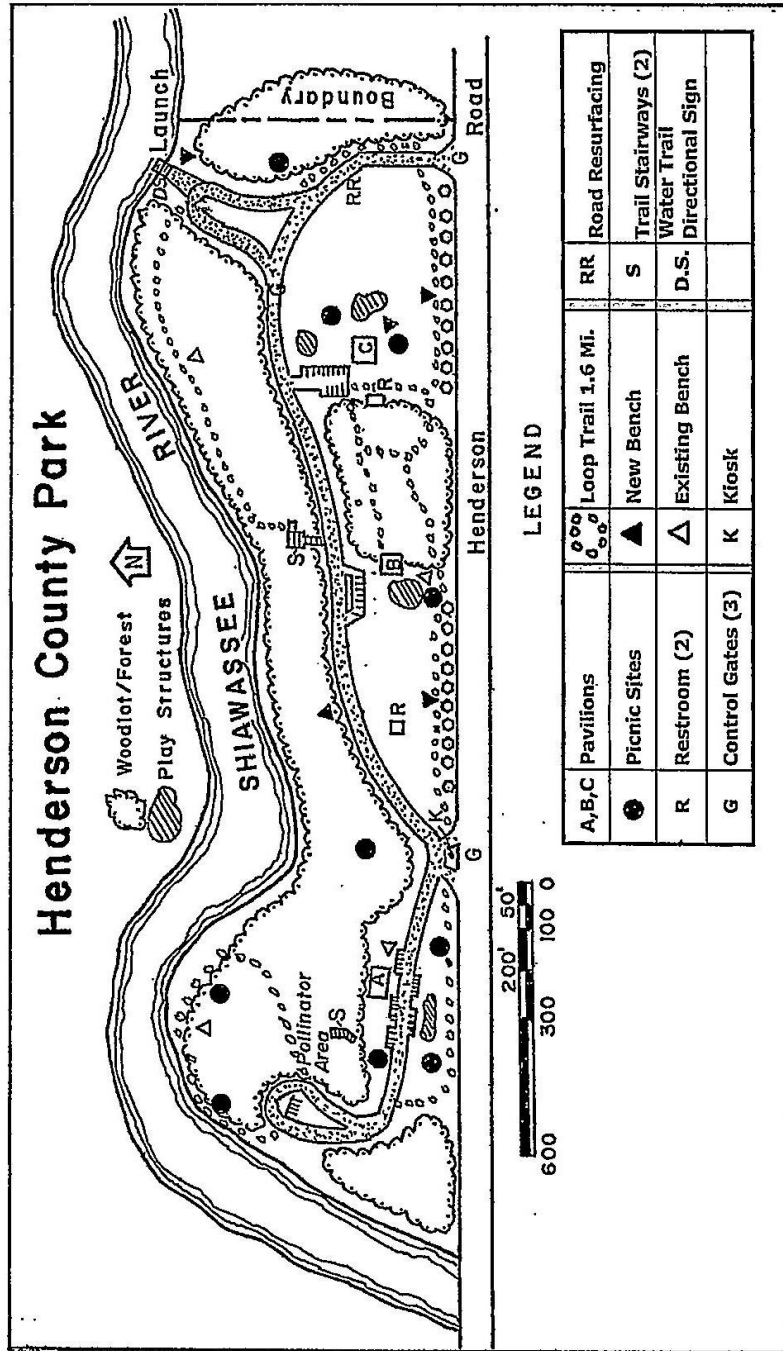 Henderson County Park
Woodlot/Forest
Play Structures
N
SHIAWASSEE
RIVER
DS
Launch
Boundary
RR
G
G
S
C
R
B
R
K
G
A
S
Pollinator
Area
Henderson
Road
600
300
200'
100
50'
0
LEGEND
A,B,C Pavilions Loop Trail 1.6 Mi. RR Road Resurfacing
Picnic Sites New Bench S Trail Stairways (2)
R Restroom (2) Existing Bench D.S. Water Trail
Directional Sign
G Control Gates (3) K Kiosk